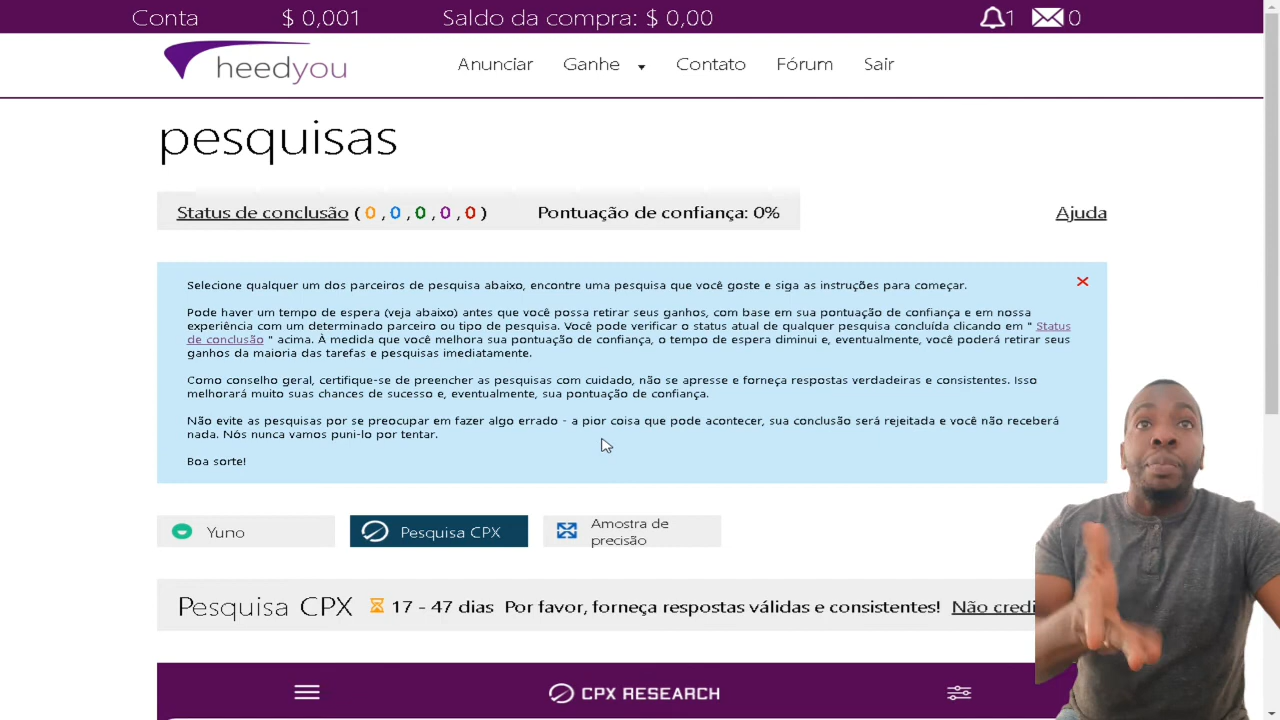 Conta $ 0,001 Saldo da compra: $ 0,00 1 0
heedyou Anunciar Ganhe Contato Fórum Sair
pesquisas
Status de conclusão ( 0 , 0 , 0 , 0 , 0 ) Pontuação de confiança: 0% Ajuda
Selecione qualquer um dos parceiros de pesquisa abaixo, encontre uma pesquisa que você goste e siga as instruções para começar.
Pode haver um tempo de espera (veja abaixo) antes que você possa retirar seus ganhos, com base em sua pontuação de confiança e em nossa
experiência com um determinado parceiro ou tipo de pesquisa. Você pode verificar o status atual de qualquer pesquisa concluída clicando em " Status
de conclusão " acima. À medida que você melhora sua pontuação de confiança, o tempo de espera diminui e, eventualmente, você poderá retirar seus
ganhos da maioria das tarefas e pesquisas imediatamente.
Como conselho geral, certifique-se de preencher as pesquisas com cuidado, não se apresse e forneça respostas verdadeiras e consistentes. Isso
melhorará muito suas chances de sucesso e, eventualmente, sua pontuação de confiança.
Não evite as pesquisas por se preocupar em fazer algo errado - a pior coisa que pode acontecer, sua conclusão será rejeitada e você não receberá
nada. Nós nunca vamos puni-lo por tentar.
Boa sorte!
Yuno Pesquisa CPX Amostra de
precisão
Pesquisa CPX 17 - 47 dias Por favor, forneça respostas válidas e consistentes! Não credi
CPX RESEARCH